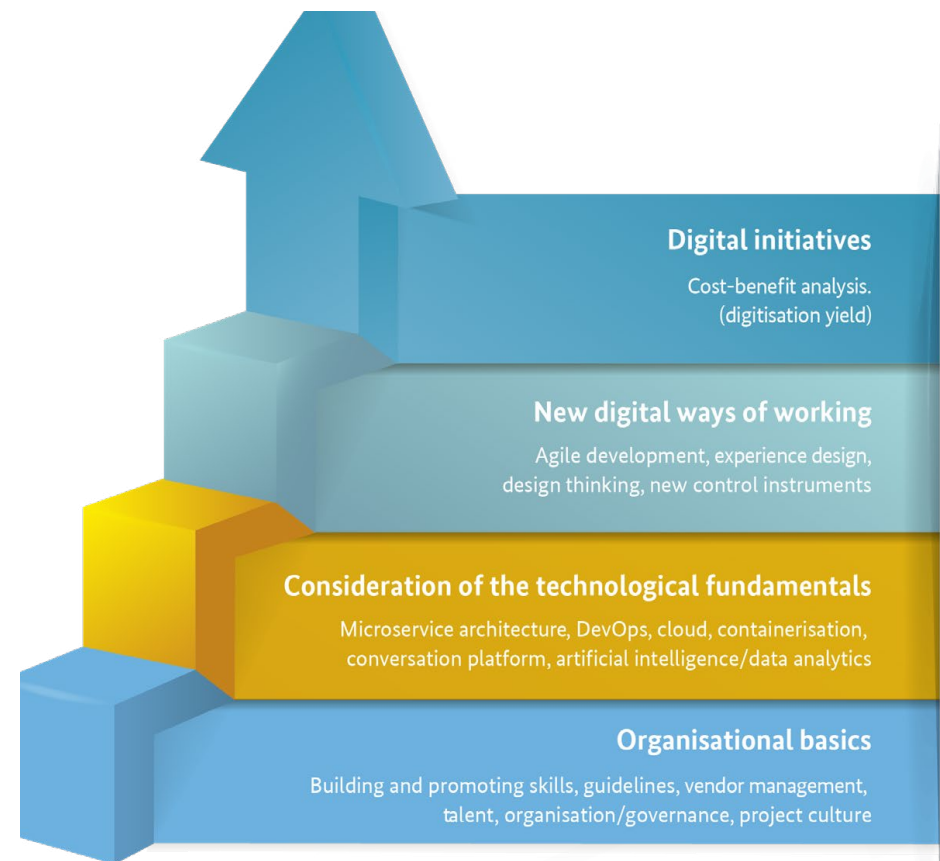 Digital initiatives
Cost-benefit analysis.
(digitisation yield)
New digital ways of working
Agile development, experience design,
design thinking, new control instruments
Consideration of the technological fundamentals
Microservice architecture, DevOps, cloud, containerisation,
conversation platform, artificial intelligence/data analytics
Organisational basics
Building and promoting skills, guidelines, vendor management,
talent, organisation/governance, project culture